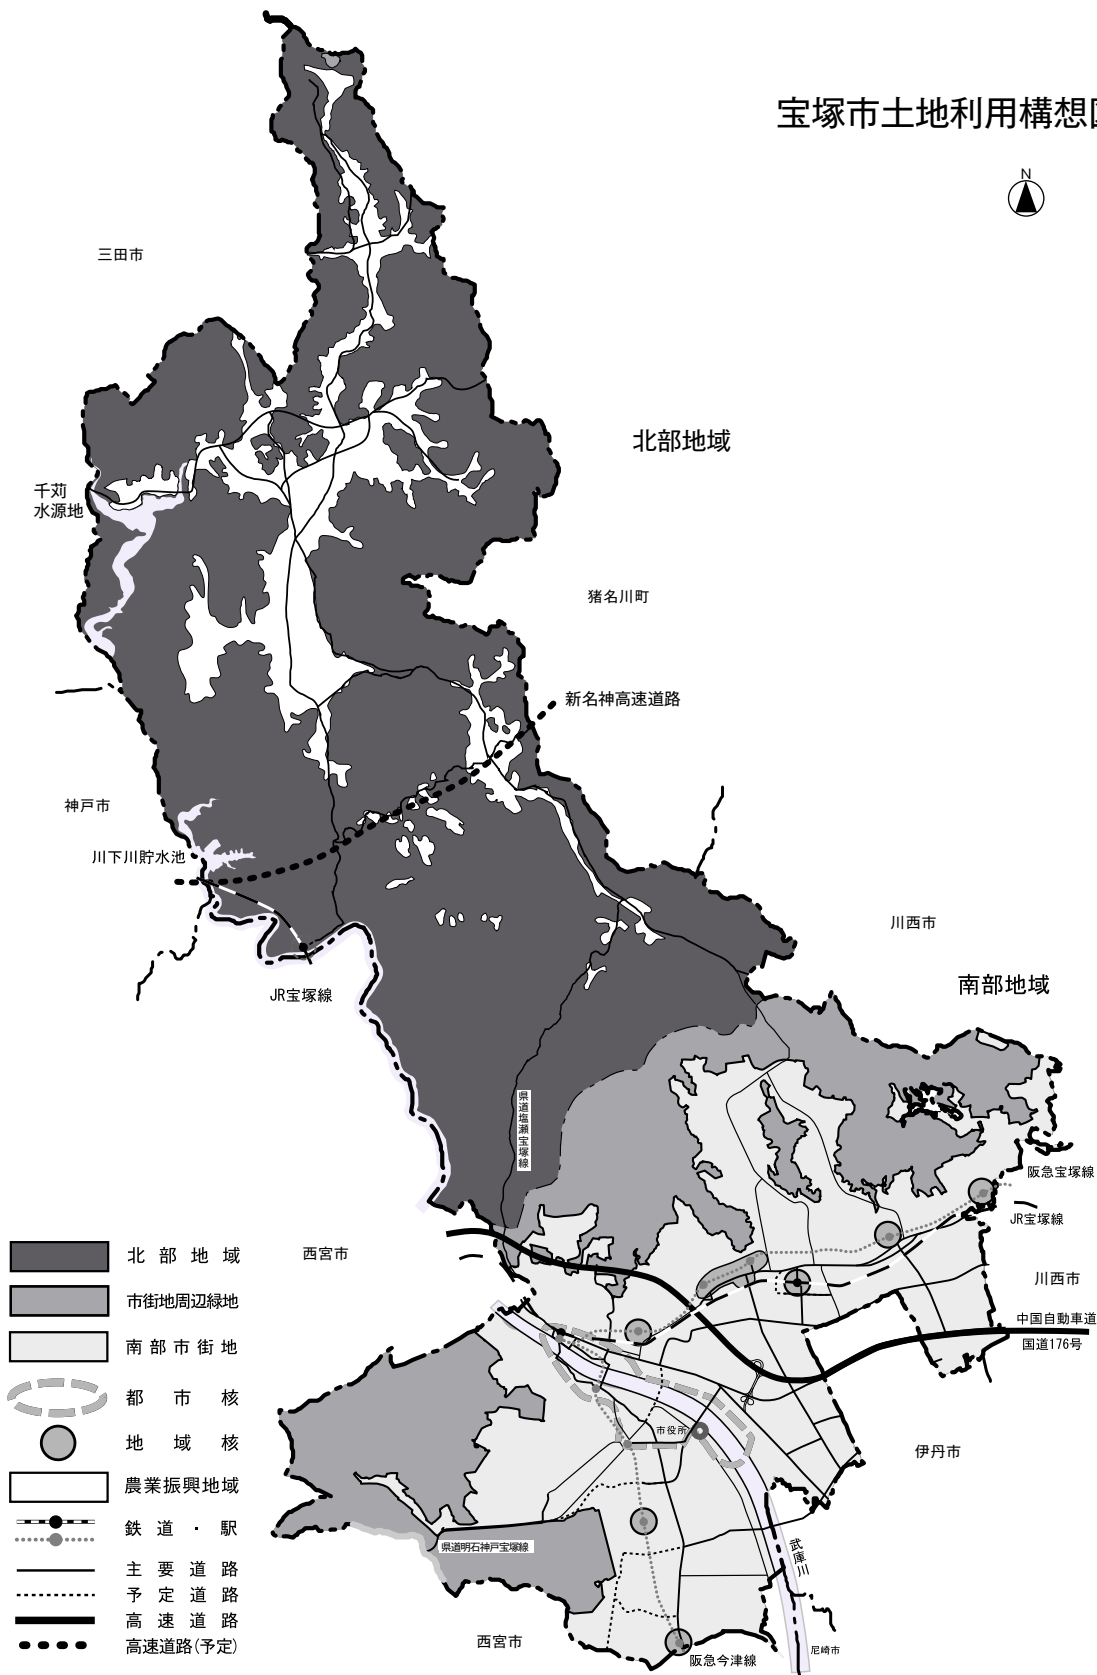 宝塚市土地利用構想図
N
三田市
北部地域
千苅
水源地
猪名川町
新名神高速道路
神戸市
川下川貯水池
川西市
南部地域
JR宝塚線
県道塩瀬宝塚線
阪急宝塚線
JR宝塚線
西宮市
川西市
中国自動車道
国道176号
市役所
伊丹市
県道明石神戸宝塚線
武庫川
西宮市
阪急今津線
尼崎市
北部地域
市街地周辺緑地
南部市街地
都市核
地域核
農業振興地域
鉄道・駅
主要道路
予定道路
高速道路
高速道路(予定)